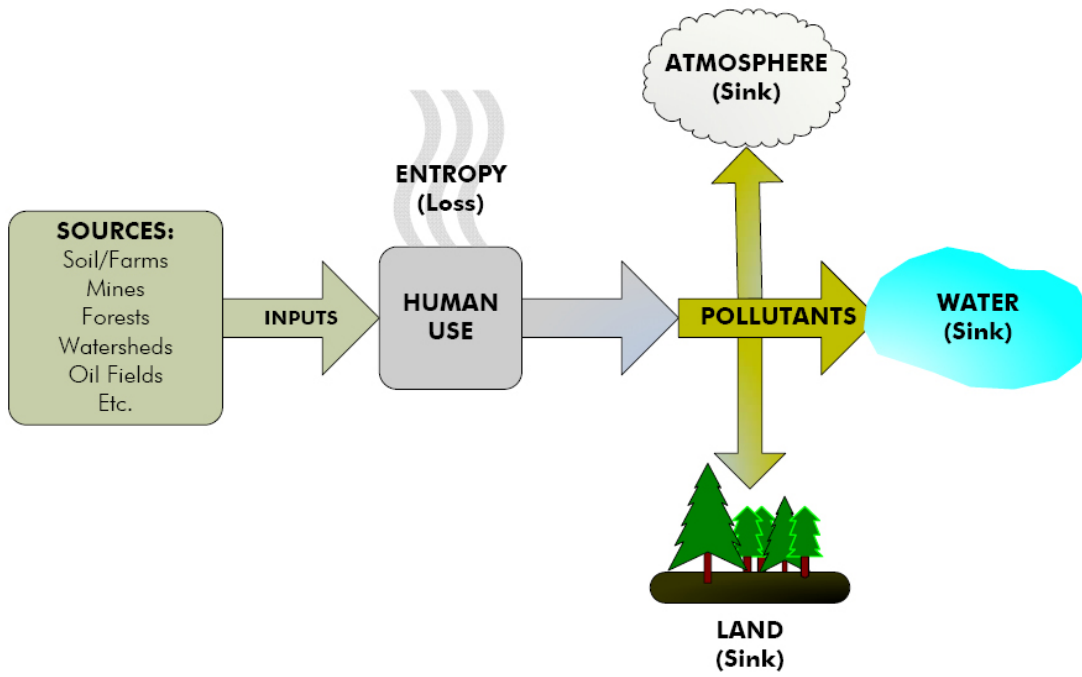 SOURCES:
Soil/Farms
Mines
Forests
Watersheds
Oil Fields
Etc.
INPUTS
ENTROPY
(Loss)
HUMAN
USE
POLLUTANTS
ATMOSPHERE
(Sink)
WATER
(Sink)
LAND
(Sink)